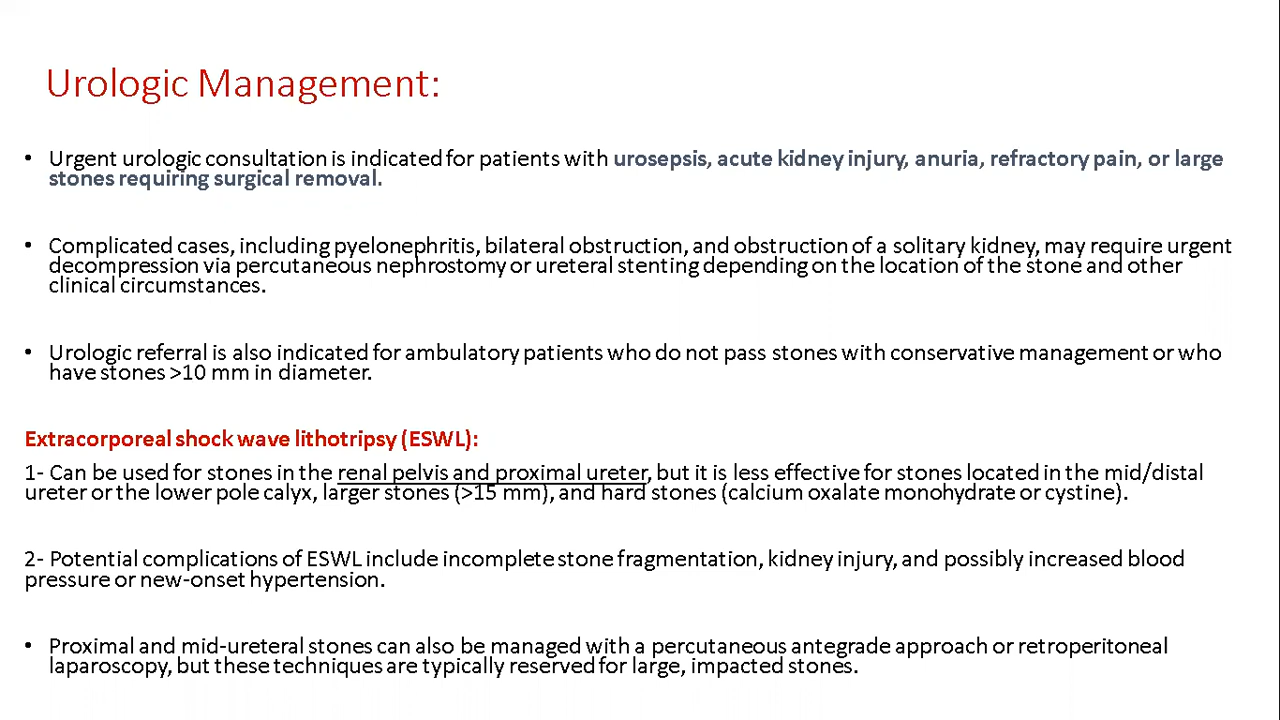 Urologic Management:
• Urgent urologic consultation is indicated for patients with urosepsis, acute kidney injury, anuria, refractory pain, or large
stones requiring surgical removal.
• Complicated cases, including pyelonephritis, bilateral obstruction, and obstruction of a solitary kidney, may require urgent
decompression via percutaneous nephrostomy or ureteral stenting depending on the location of the stone and other
clinical circumstances.
• Urologic referral is also indicated for ambulatory patients who do not pass stones with conservative management or who
have stones >10 mm in diameter.
Extracorporeal shock wave lithotripsy (ESWL):
1- Can be used for stones in the renal pelvis and proximal ureter, but it is less effective for stones located in the mid/distal
ureter or the lower pole calyx, larger stones (>15 mm), and hard stones (calcium oxalate monohydrate or cystine).
2- Potential complications of ESWL include incomplete stone fragmentation, kidney injury, and possibly increased blood
pressure or new-onset hypertension.
• Proximal and mid-ureteral stones can also be managed with a percutaneous antegrade approach or retroperitoneal
laparoscopy, but these techniques are typically reserved for large, impacted stones.